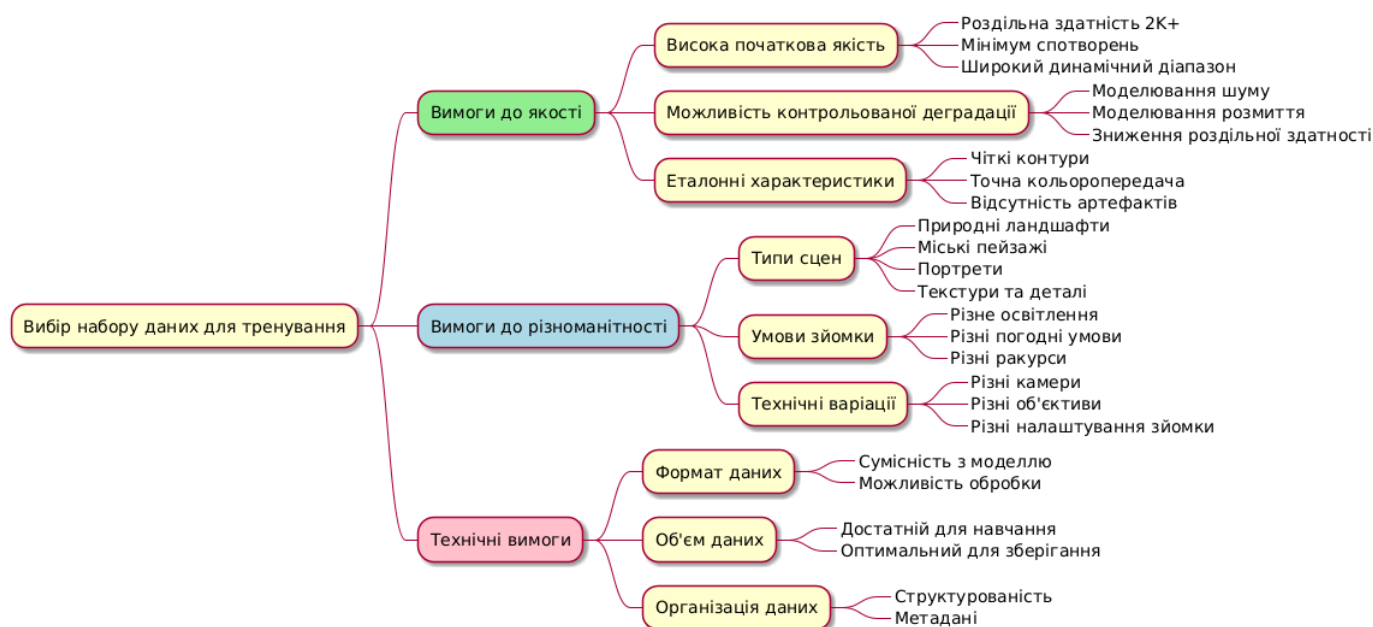 Вибір набору даних для тренування
Вимоги до якості
Висока початкова якість
Роздільна здатність 2K+
Мінімум спотворень
Широкий динамічний діапазон
Можливість контрольованої деградації
Моделювання шуму
Моделювання розмиття
Зниження роздільної здатності
Еталонні характеристики
Чіткі контури
Точна кольоропередача
Відсутність артефактів
Вимоги до різноманітності
Типи сцен
Природні ландшафти
Міські пейзажі
Портрети
Текстури та деталі
Умови зйомки
Різне освітлення
Різні погодні умови
Різні ракурси
Технічні варіації
Різні камери
Різні об'єктиви
Різні налаштування зйомки
Технічні вимоги
Формат даних
Сумісність з моделлю
Можливість обробки
Об'єм даних
Достатній для навчання
Оптимальний для зберігання
Організація даних
Структурованість
Метадані